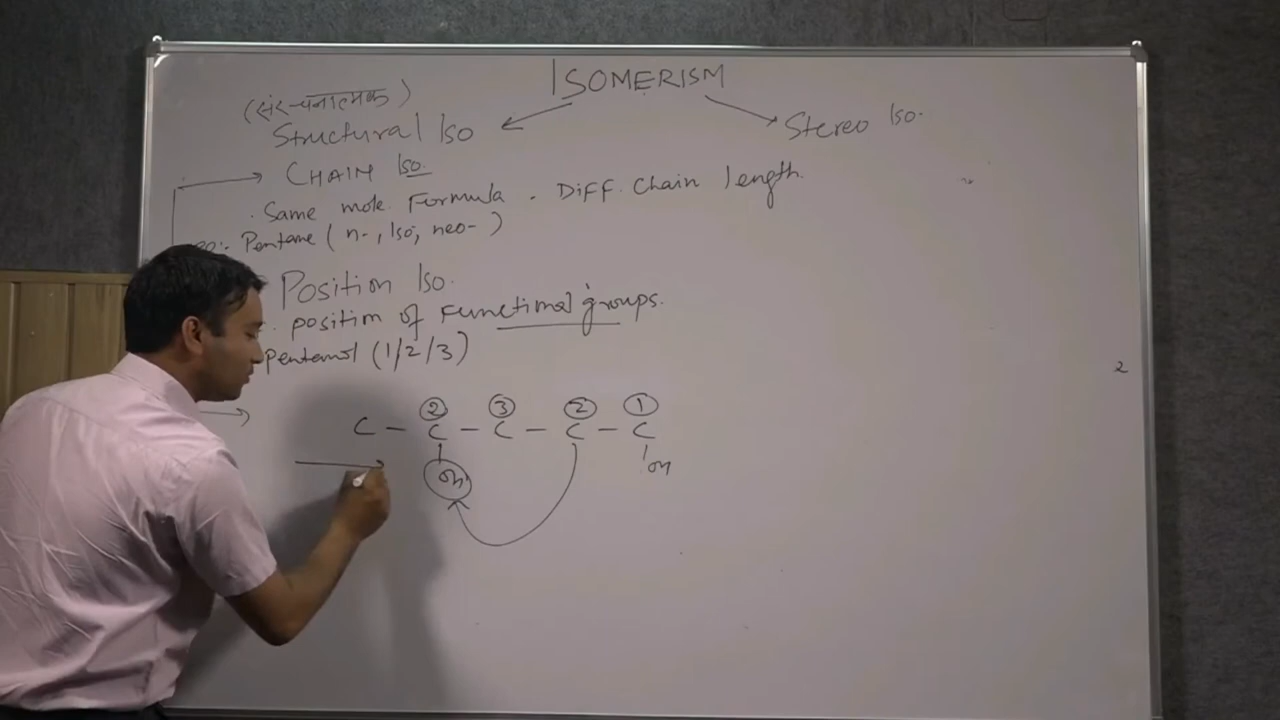 ISOMERISM
(संरचनात्मक)
Structural Iso
Stereo Iso.
CHAIN Iso.
. Same mole. Formula . Diff. Chain length.
Pentane (n-, Iso, neo-)
Position Iso.
. position of Functional groups.
Pentanol (1/2/3)
2 3 2 1
C - C - C - C - C
OH OH
2